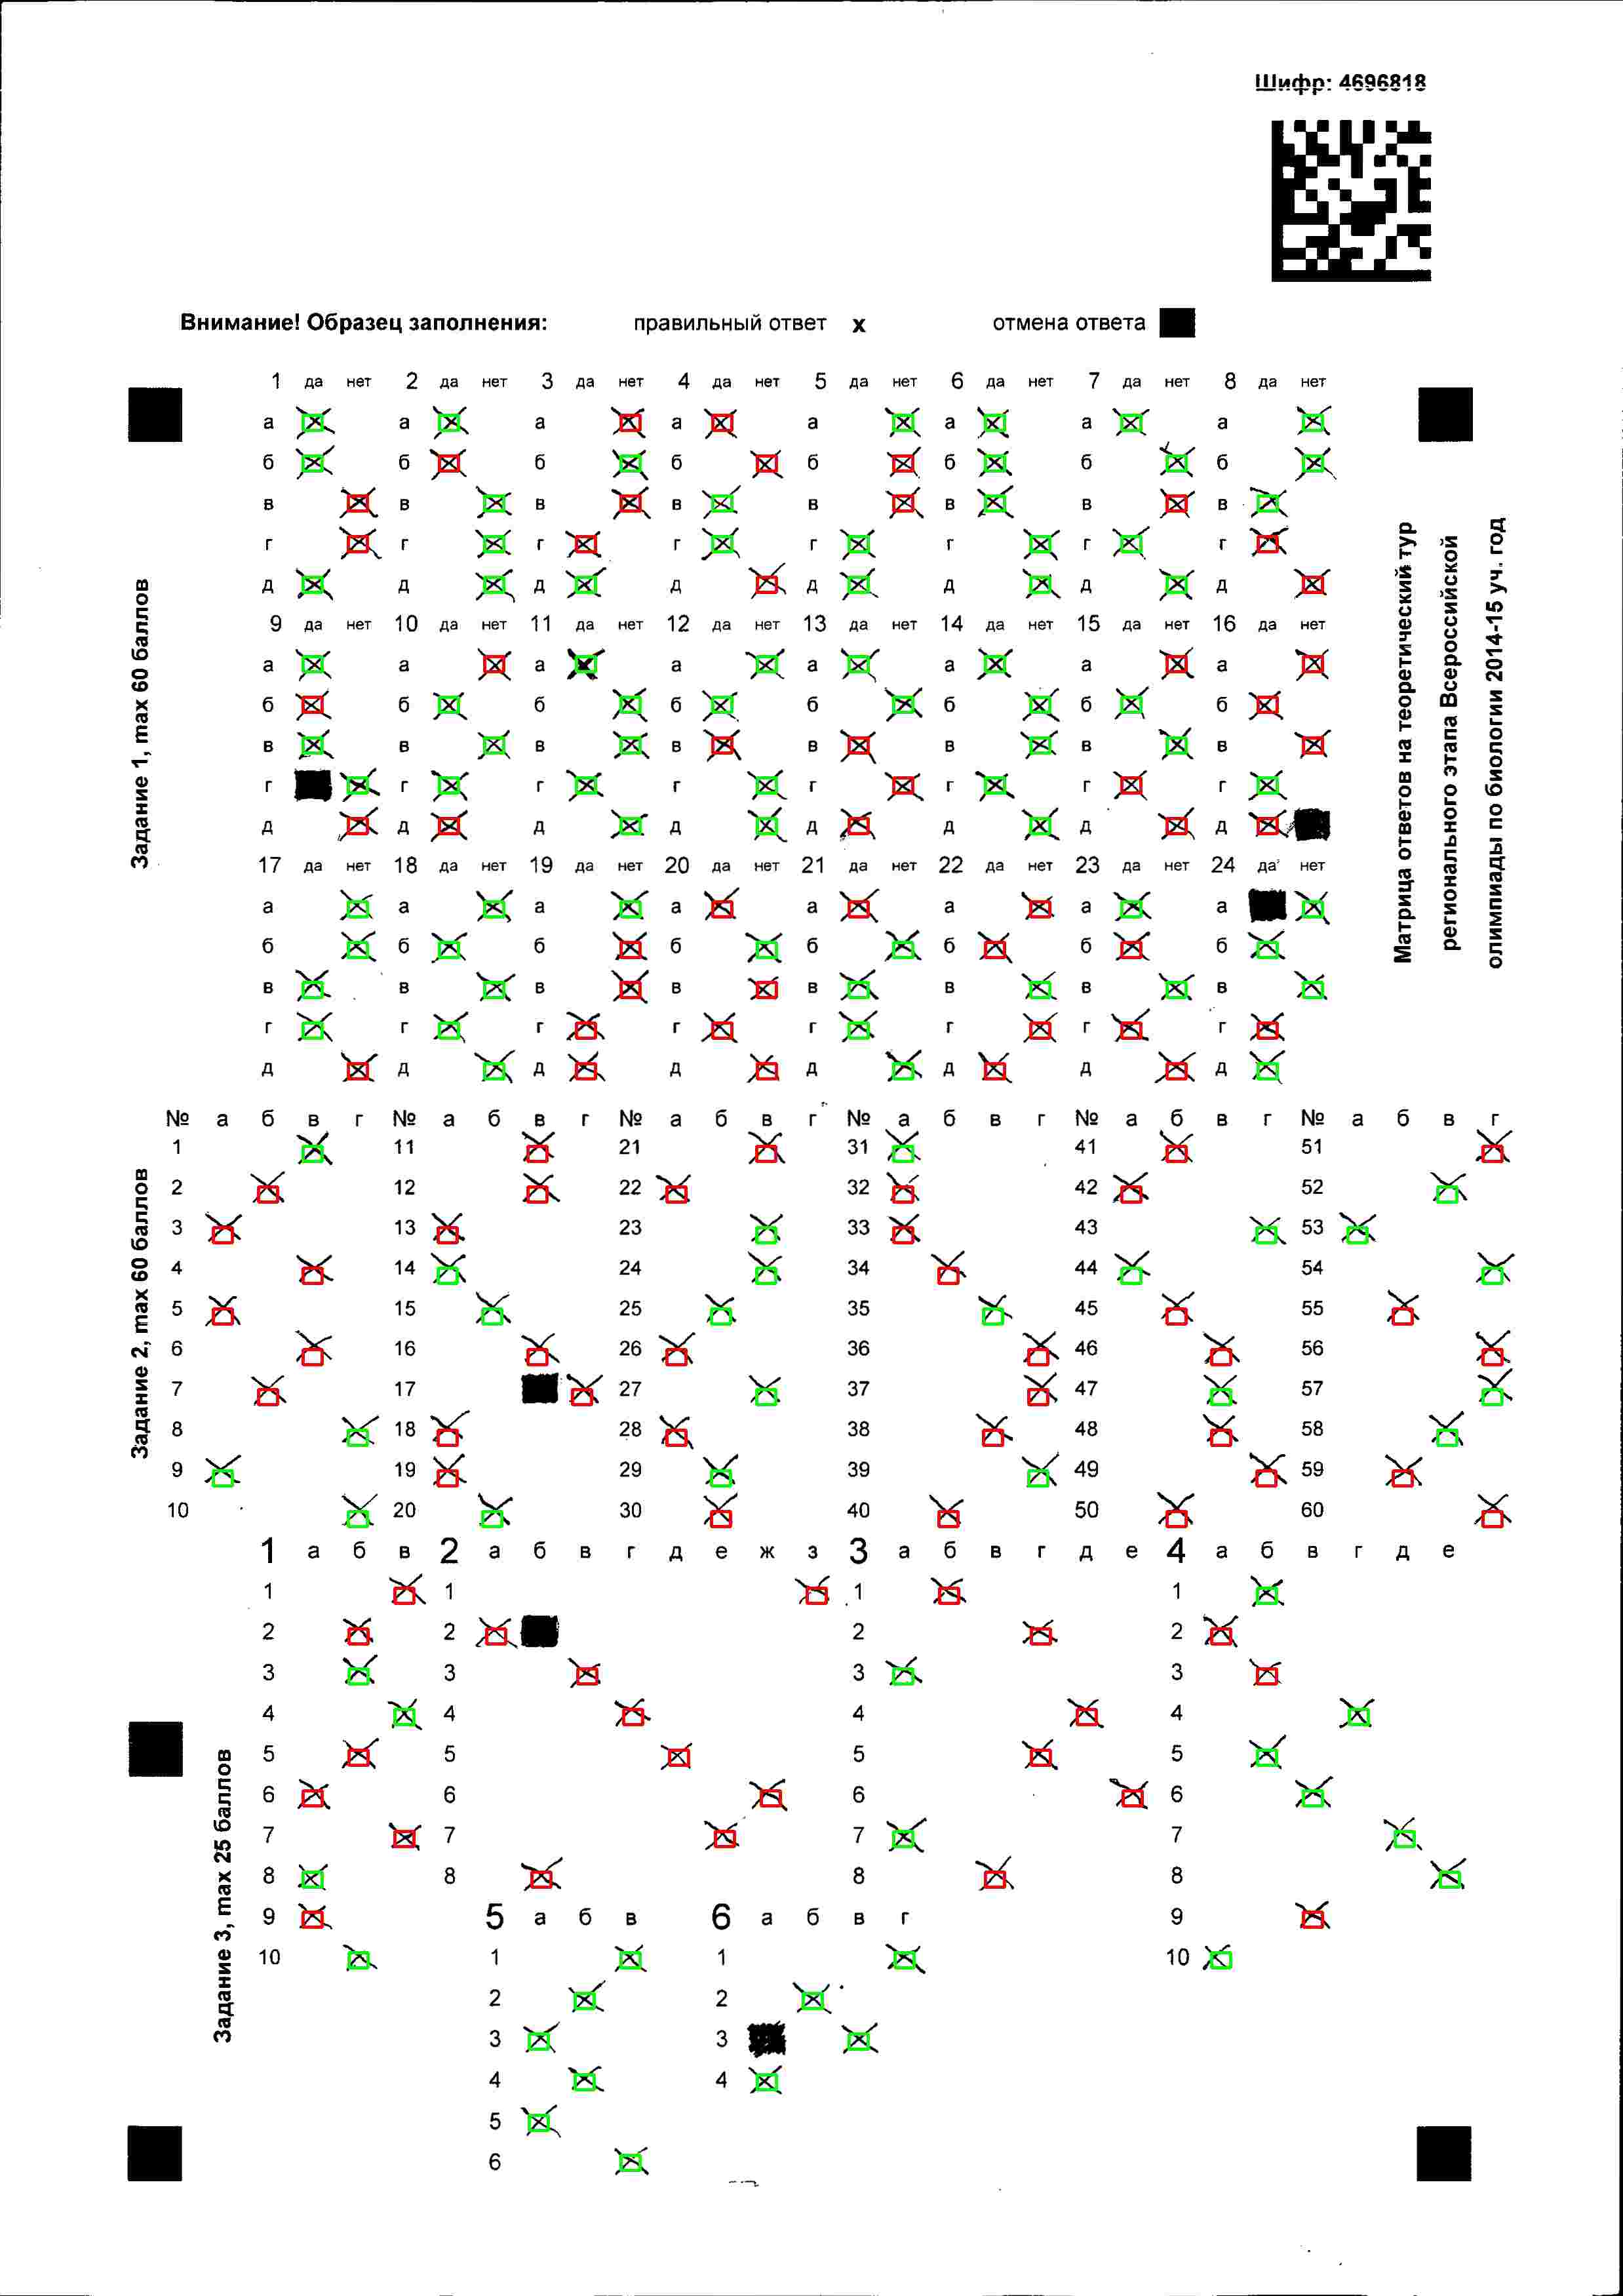 Шифр: 4696818
Внимание! Образец заполнения: правильный ответ x отмена ответа
1 да нет 2 да нет 3 да нет 4 да нет 5 да нет 6 да нет 7 да нет 8 да нет
а а а а а а а а
б б б б б б б б
в в в в в в в в
г г г г г г г г
д д д д д д д д
9 да нет 10 да нет 11 да нет 12 да нет 13 да нет 14 да нет 15 да нет 16 да нет
а а а а а а а а
б б б б б б б б
в в в в в в в в
г г г г г г г г
д д д д д д д д
17 да нет 18 да нет 19 да нет 20 да нет 21 да нет 22 да нет 23 да нет 24 да нет
а а а а а а а а
б б б б б б б б
в в в в в в в в
г г г г г г г г
д д д д д д д д
Задание 1, max 60 баллов
Матрица ответов на теоретический тур
регионального этапа Всероссийской
олимпиады по биологии 2014-15 уч. год
№ а б в г № а б в г № а б в г № а б в г № а б в г № а б в г
1 11 21 31 41 51
2 12 22 32 42 52
3 13 23 33 43 53
4 14 24 34 44 54
5 15 25 35 45 55
6 16 26 36 46 56
7 17 27 37 47 57
8 18 28 38 48 58
9 19 29 39 49 59
10 20 30 40 50 60
Задание 2, max 60 баллов
1 а б в 2 а б в г д е ж з 3 а б в г д е 4 а б в г д е
1 1 1 1
2 2 2 2
3 3 3 3
4 4 4 4
5 5 5 5
6 6 6 6
7 7 7 7
8 8 8 8
9 5 а б в 6 а б в г 9
10 1 1 10
2 2
3 3
4 4
5
6
Задание 3, max 25 баллов